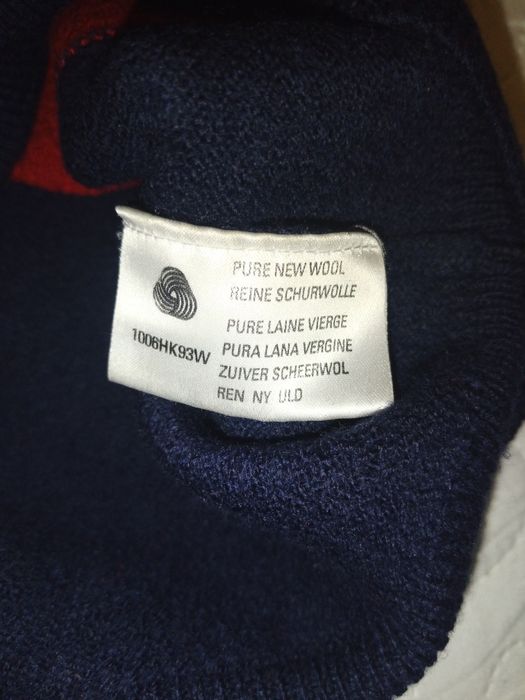 PURE NEW WOOL
REINE SCHURWOLLE
PURE LAINE VIERGE
1006HK93W
PURA LANA VERGINE
ZUIVER SCHEERWOL
REN NY ULD